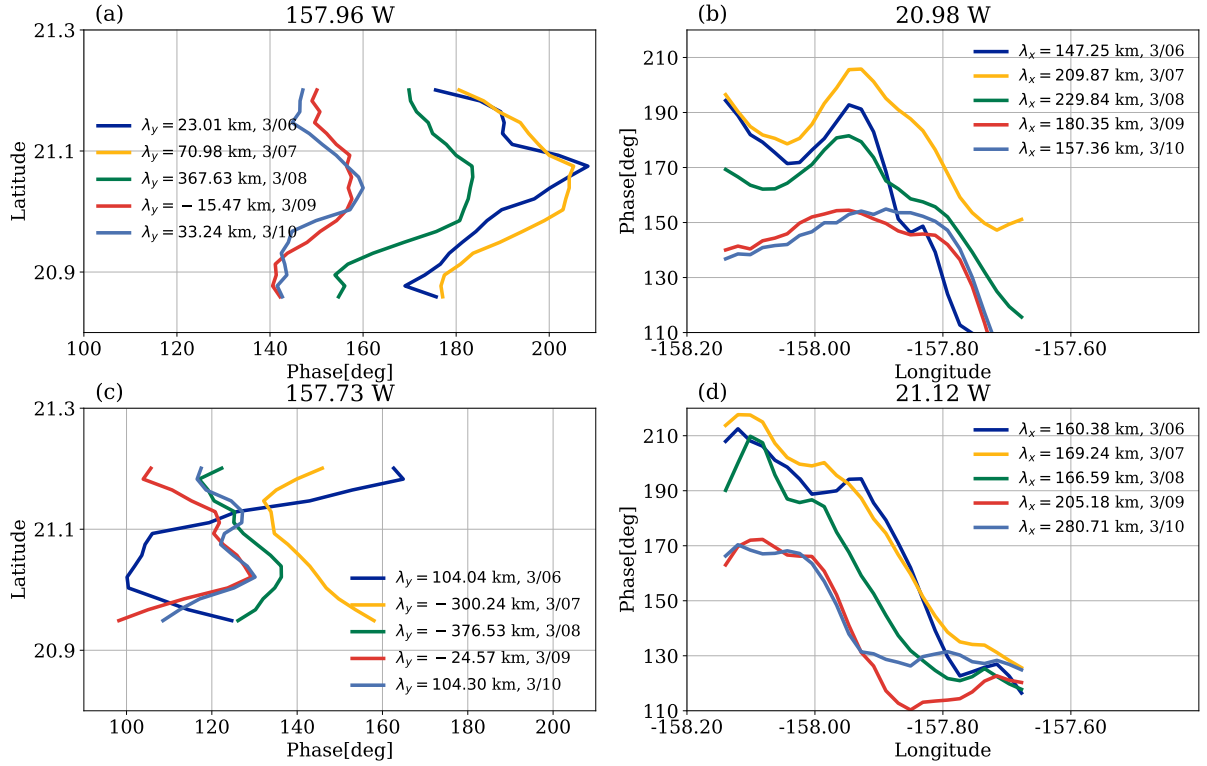 (a) 157.96
21.3
21.1
20.9
Latitude
λy = 23.01 km, 3/06
λy = 70.98 km, 3/07
λy = 367.63 km, 3/08
λy = −15.47 km, 3/09
λy = 33.24 km, 3/10
100 120 140 160 180 200
Phase[deg]
(b) 20.98
210
190
170
150
130
110
Phase[deg]
λx = 147.25 km, 3/06
λx = 209.87 km, 3/07
λx = 229.84 km, 3/08
λx = 180.35 km, 3/09
λx = 157.36 km, 3/10
-158.20 -158.00 -157.80 -157.60
Longitude
(c) 157.73 W
21.3
21.1
20.9
Latitude
λy = 104.04 km, 3/06
λy = −300.24 km, 3/07
λy = −376.53 km, 3/08
λy = −24.57 km, 3/09
λy = 104.30 km, 3/10
100 120 140 160 180 200
Phase[deg]
(d) 21.12 W
210
190
170
150
130
110
Phase[deg]
λx = 160.38 km, 3/06
λx = 169.24 km, 3/07
λx = 166.59 km, 3/08
λx = 205.18 km, 3/09
λx = 280.71 km, 3/10
-158.20 -158.00 -157.80 -157.60
Longitude